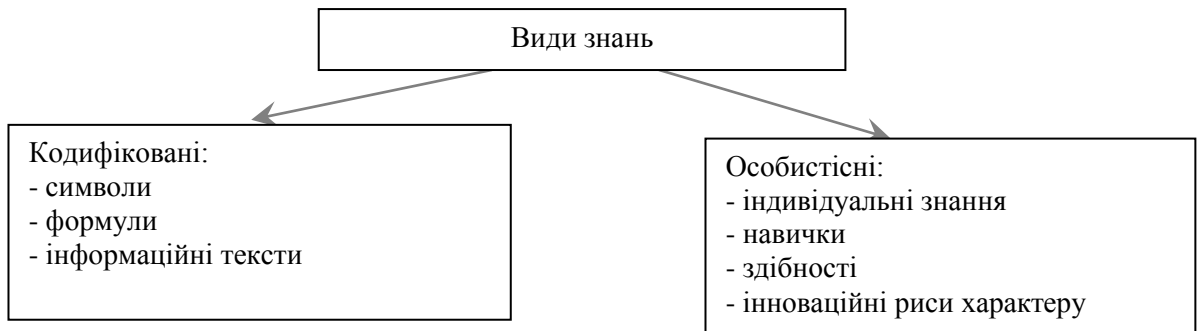 Види знань
Кодифіковані:
- символи
- формули
- інформаційні тексти
Особистісні:
- індивідуальні знання
- навички
- здібності
- інноваційні риси характеру